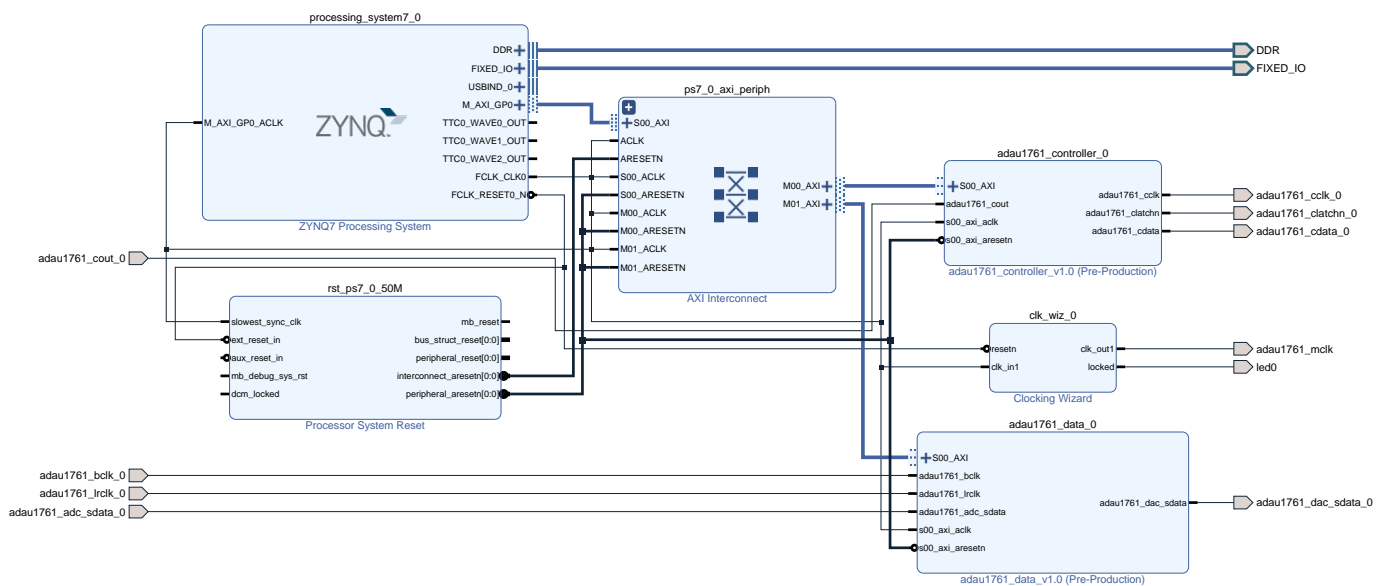 processing_system7_0
DDR
FIXED_IO
USBIND_0
M_AXI_GP0
M_AXI_GP0_ACLK
ZYNQ
TTC0_WAVE0_OUT
TTC0_WAVE1_OUT
TTC0_WAVE2_OUT
FCLK_CLK0
FCLK_RESET0_N
ZYNQ7 Processing System
DDR
FIXED_IO
ps7_0_axi_periph
S00_AXI
ACLK
ARESETN
S00_ACLK
S00_ARESETN
M00_ACLK
M00_ARESETN
M01_ACLK
M01_ARESETN
M00_AXI
M01_AXI
AXI Interconnect
adau1761_controller_0
S00_AXI
adau1761_cout
s00_axi_aclk
s00_axi_aresetn
adau1761_cclk
adau1761_clatchn
adau1761_cdata
adau1761_controller_v1.0 (Pre-Production)
adau1761_cclk_0
adau1761_clatchn_0
adau1761_cdata_0
adau1761_cout_0
rst_ps7_0_50M
slowest_sync_clk
ext_reset_in
aux_reset_in
mb_debug_sys_rst
dcm_locked
mb_reset
bus_struct_reset[0:0]
peripheral_reset[0:0]
interconnect_aresetn[0:0]
peripheral_aresetn[0:0]
Processor System Reset
clk_wiz_0
resetn
clk_in1
clk_out1
locked
Clocking Wizard
adau1761_mclk
led0
adau1761_bclk_0
adau1761_lrclk_0
adau1761_adc_sdata_0
adau1761_data_0
S00_AXI
adau1761_bclk
adau1761_lrclk
adau1761_adc_sdata
s00_axi_aclk
s00_axi_aresetn
adau1761_dac_sdata
adau1761_data_v1.0 (Pre-Production)
adau1761_dac_sdata_0